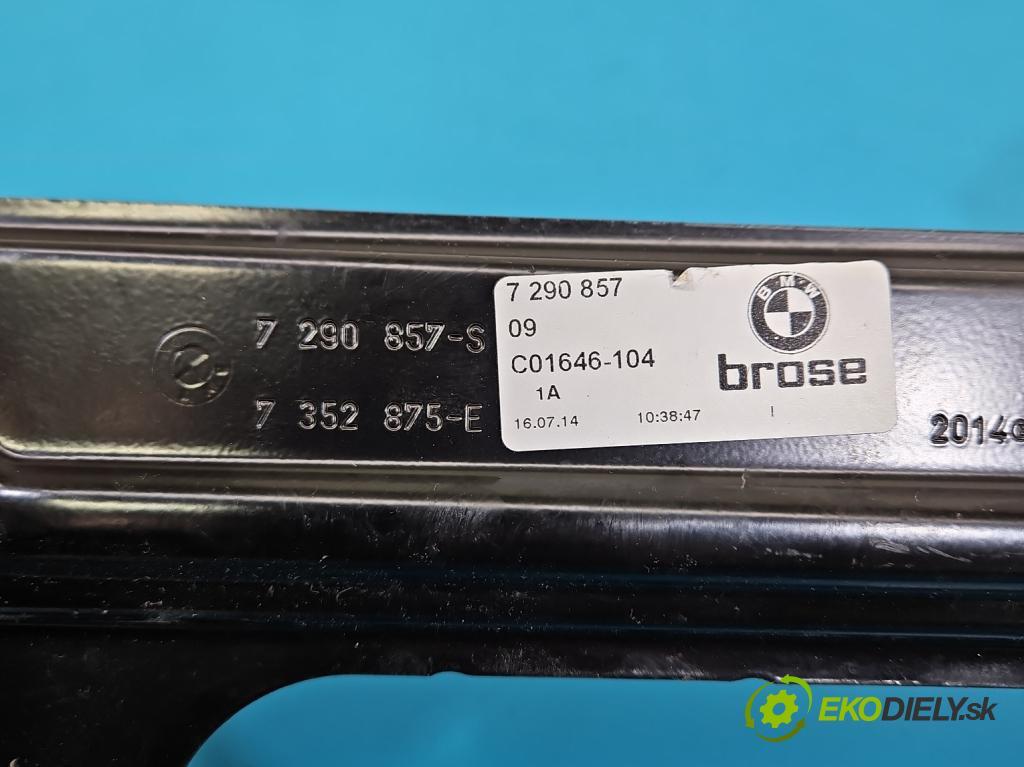 7 290 857-S
7 352 875-E
7 290 857
09
C01646-104
1A
16.07.14 10:38:47 I
BMW
brose
2014
EKODIELY.sk